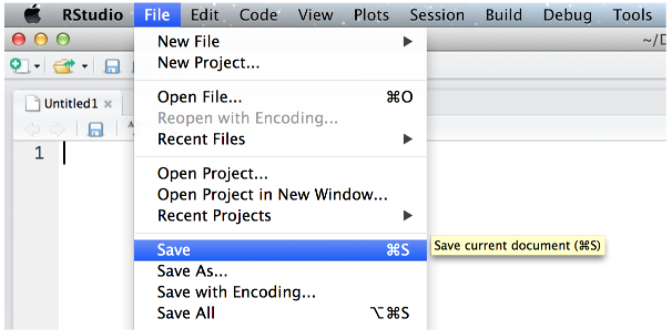 RStudio File Edit Code View Plots Session Build Debug Tools
~/D
New File
New Project...
Untitled1
Open File... ⌘O
Reopen with Encoding...
Recent Files
1
Open Project...
Open Project in New Window...
Recent Projects
Save ⌘S
Save current document (⌘S)
Save As...
Save with Encoding...
Save All ⌥⌘S